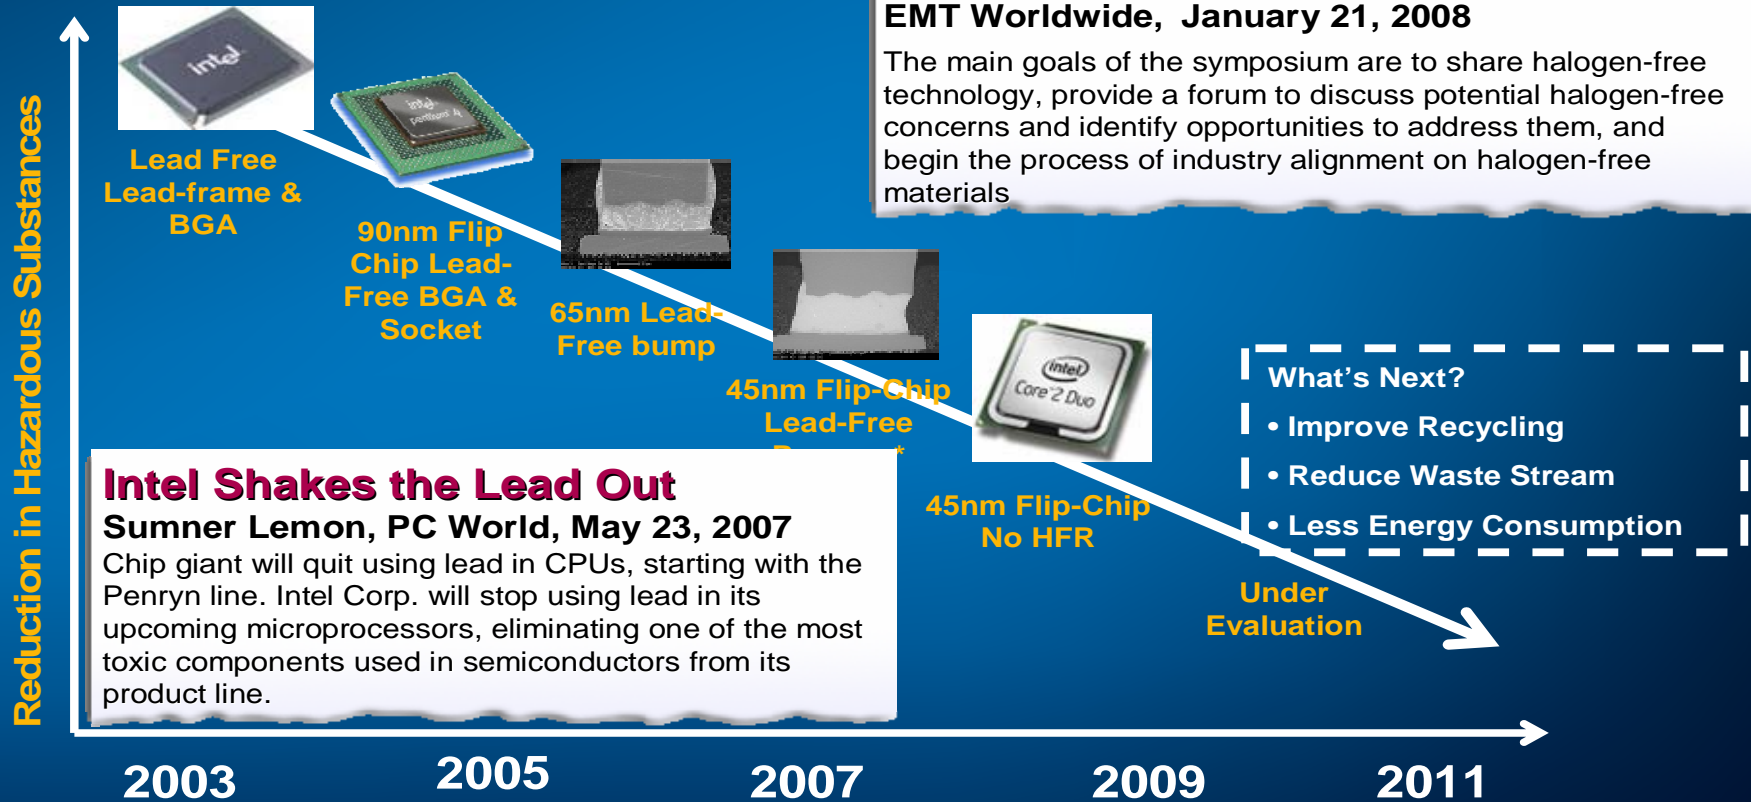 EMT Worldwide, January 21, 2008
The main goals of the symposium are to share halogen-free
technology, provide a forum to discuss potential halogen-free
concerns and identify opportunities to address them, and
begin the process of industry alignment on halogen-free
materials
Reduction in Hazardous Substances
intel
Lead Free
Lead-frame &
BGA
intel
pentium 4
90nm Flip
Chip Lead-
Free BGA &
Socket
65nm Lead-
Free bump
45nm Flip-Chip
Lead-Free
intel
Core 2 Duo
45nm Flip-Chip
No HFR
What's Next?
• Improve Recycling
• Reduce Waste Stream
• Less Energy Consumption
Under
Evaluation
Intel Shakes the Lead Out
Sumner Lemon, PC World, May 23, 2007
Chip giant will quit using lead in CPUs, starting with the
Penryn line. Intel Corp. will stop using lead in its
upcoming microprocessors, eliminating one of the most
toxic components used in semiconductors from its
product line.
2003
2005
2007
2009
2011